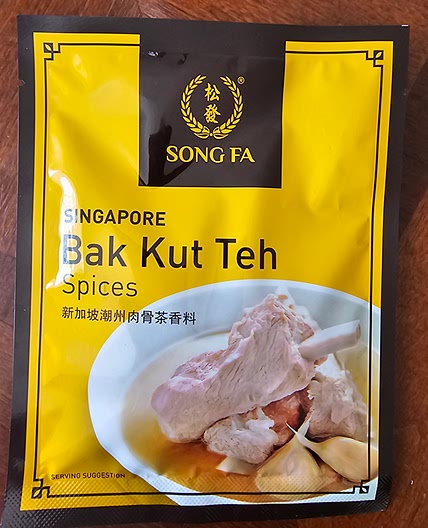 松
發
®
SONG FA
SINGAPORE
Bak Kut Teh
Spices
新加坡潮州肉骨茶香料
SERVING SUGGESTION